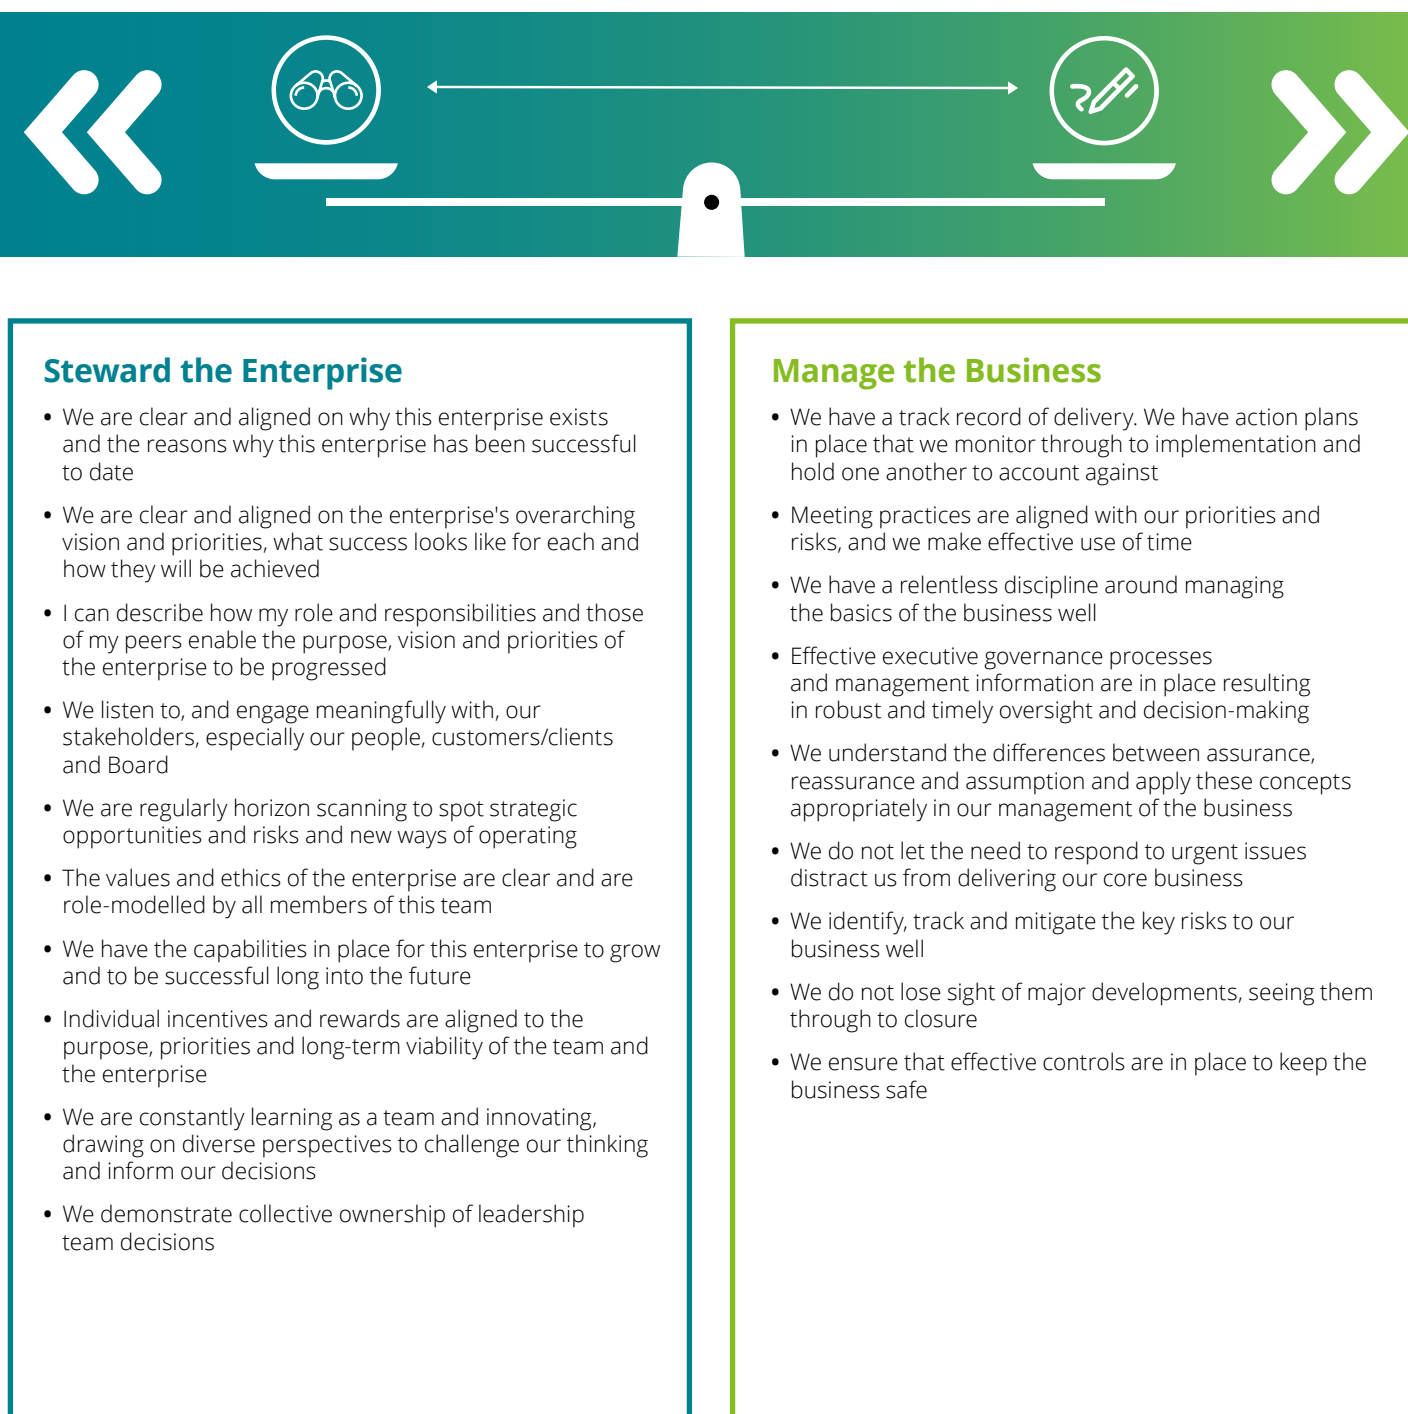 Steward the Enterprise
• We are clear and aligned on why this enterprise exists
and the reasons why this enterprise has been successful
to date
• We are clear and aligned on the enterprise's overarching
vision and priorities, what success looks like for each and
how they will be achieved
• I can describe how my role and responsibilities and those
of my peers enable the purpose, vision and priorities of
the enterprise to be progressed
• We listen to, and engage meaningfully with, our
stakeholders, especially our people, customers/clients
and Board
• We are regularly horizon scanning to spot strategic
opportunities and risks and new ways of operating
• The values and ethics of the enterprise are clear and are
role-modelled by all members of this team
• We have the capabilities in place for this enterprise to grow
and to be successful long into the future
• Individual incentives and rewards are aligned to the
purpose, priorities and long-term viability of the team and
the enterprise
• We are constantly learning as a team and innovating,
drawing on diverse perspectives to challenge our thinking
and inform our decisions
• We demonstrate collective ownership of leadership
team decisions
Manage the Business
• We have a track record of delivery. We have action plans
in place that we monitor through to implementation and
hold one another to account against
• Meeting practices are aligned with our priorities and
risks, and we make effective use of time
• We have a relentless discipline around managing
the basics of the business well
• Effective executive governance processes
and management information are in place resulting
in robust and timely oversight and decision-making
• We understand the differences between assurance,
reassurance and assumption and apply these concepts
appropriately in our management of the business
• We do not let the need to respond to urgent issues
distract us from delivering our core business
• We identify, track and mitigate the key risks to our
business well
• We do not lose sight of major developments, seeing them
through to closure
• We ensure that effective controls are in place to keep the
business safe